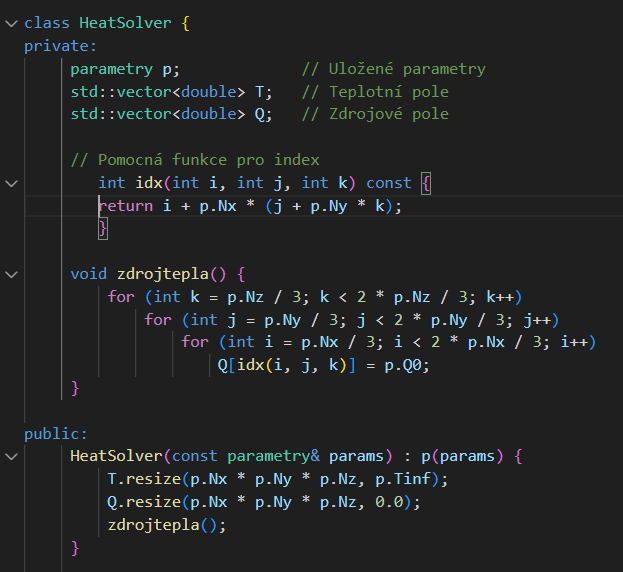 class HeatSolver {
private:
parametry p; // Uložené parametry
std::vector<double> T; // Teplotní pole
std::vector<double> Q; // Zdrojové pole
// Pomocná funkce pro index
int idx(int i, int j, int k) const {
return i + p.Nx * (j + p.Ny * k);
}
void zdrojtepla() {
for (int k = p.Nz / 3; k < 2 * p.Nz / 3; k++)
for (int j = p.Ny / 3; j < 2 * p.Ny / 3; j++)
for (int i = p.Nx / 3; i < 2 * p.Nx / 3; i++)
Q[idx(i, j, k)] = p.Q0;
}
public:
HeatSolver(const parametry& params) : p(params) {
T.resize(p.Nx * p.Ny * p.Nz, p.Tinf);
Q.resize(p.Nx * p.Ny * p.Nz, 0.0);
zdrojtepla();
}